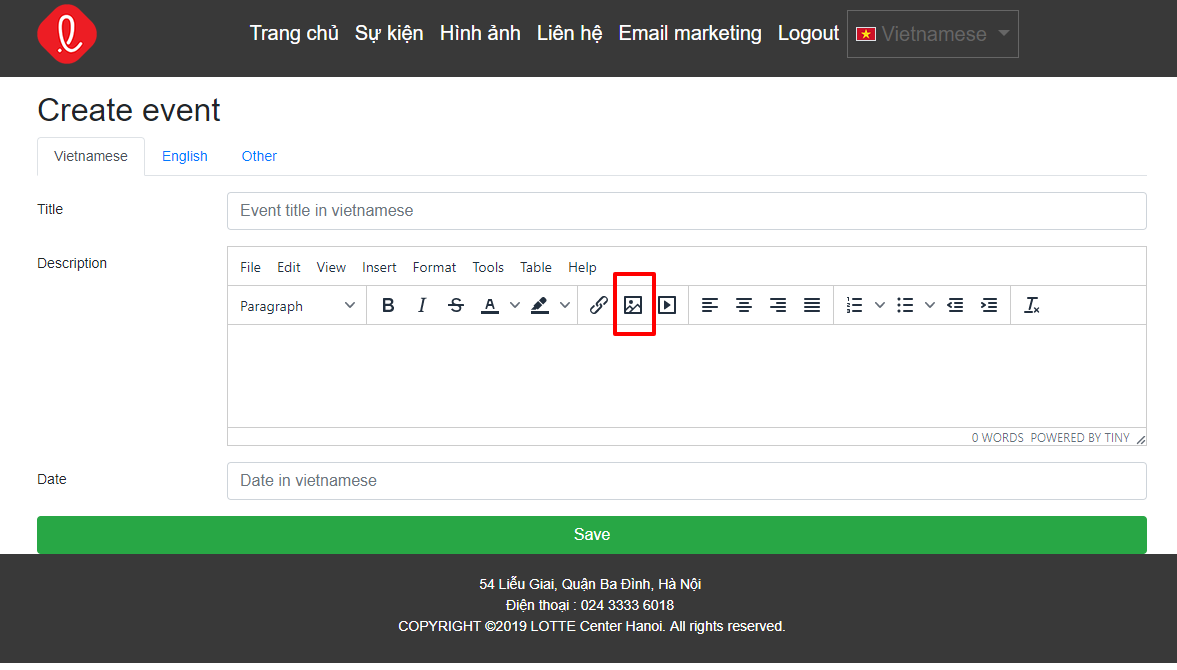 Trang chủ Sự kiện Hình ảnh Liên hệ Email marketing Logout Vietnamese
Create event
Vietnamese English Other
Title Event title in vietnamese
Description
File Edit View Insert Format Tools Table Help
Paragraph B I S A
0 WORDS POWERED BY TINY
Date Date in vietnamese
Save
54 Liễu Giai, Quận Ba Đình, Hà Nội
Điện thoại : 024 3333 6018
COPYRIGHT ©2019 LOTTE Center Hanoi. All rights reserved.